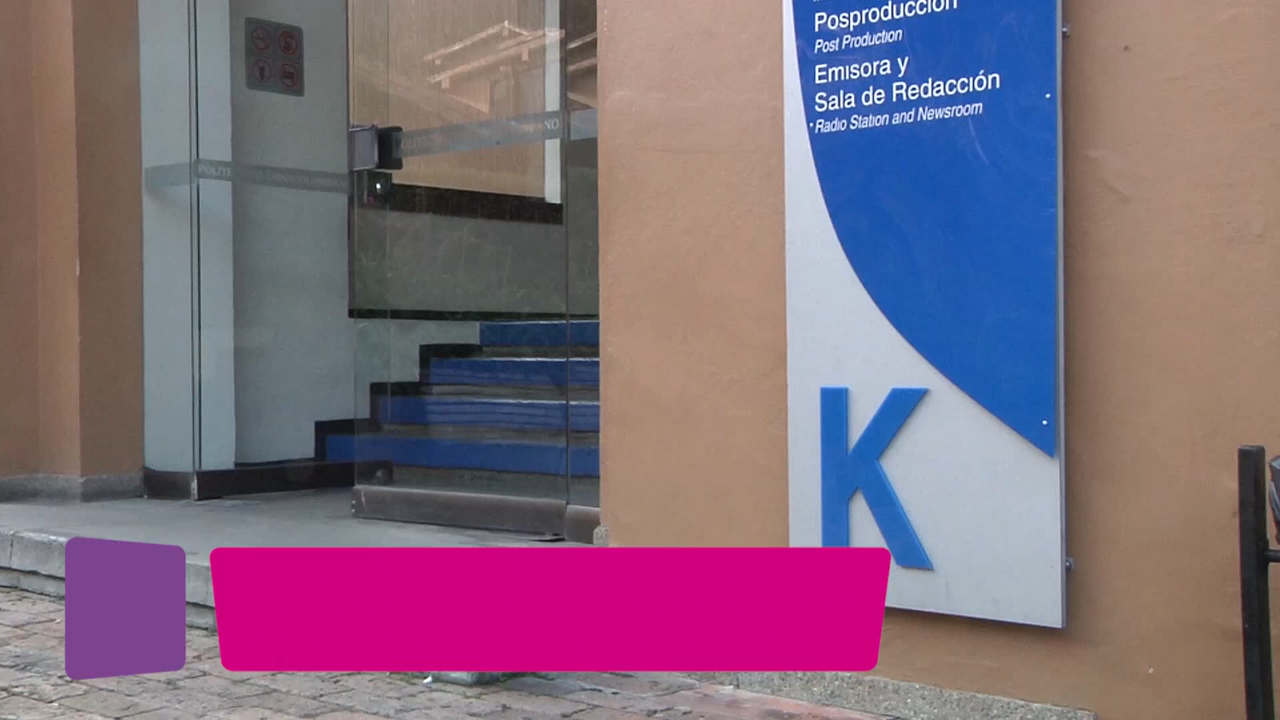 Posproducción
Post Production
Emisora y
Sala de Redacción
Radio Station and Newsroom
K